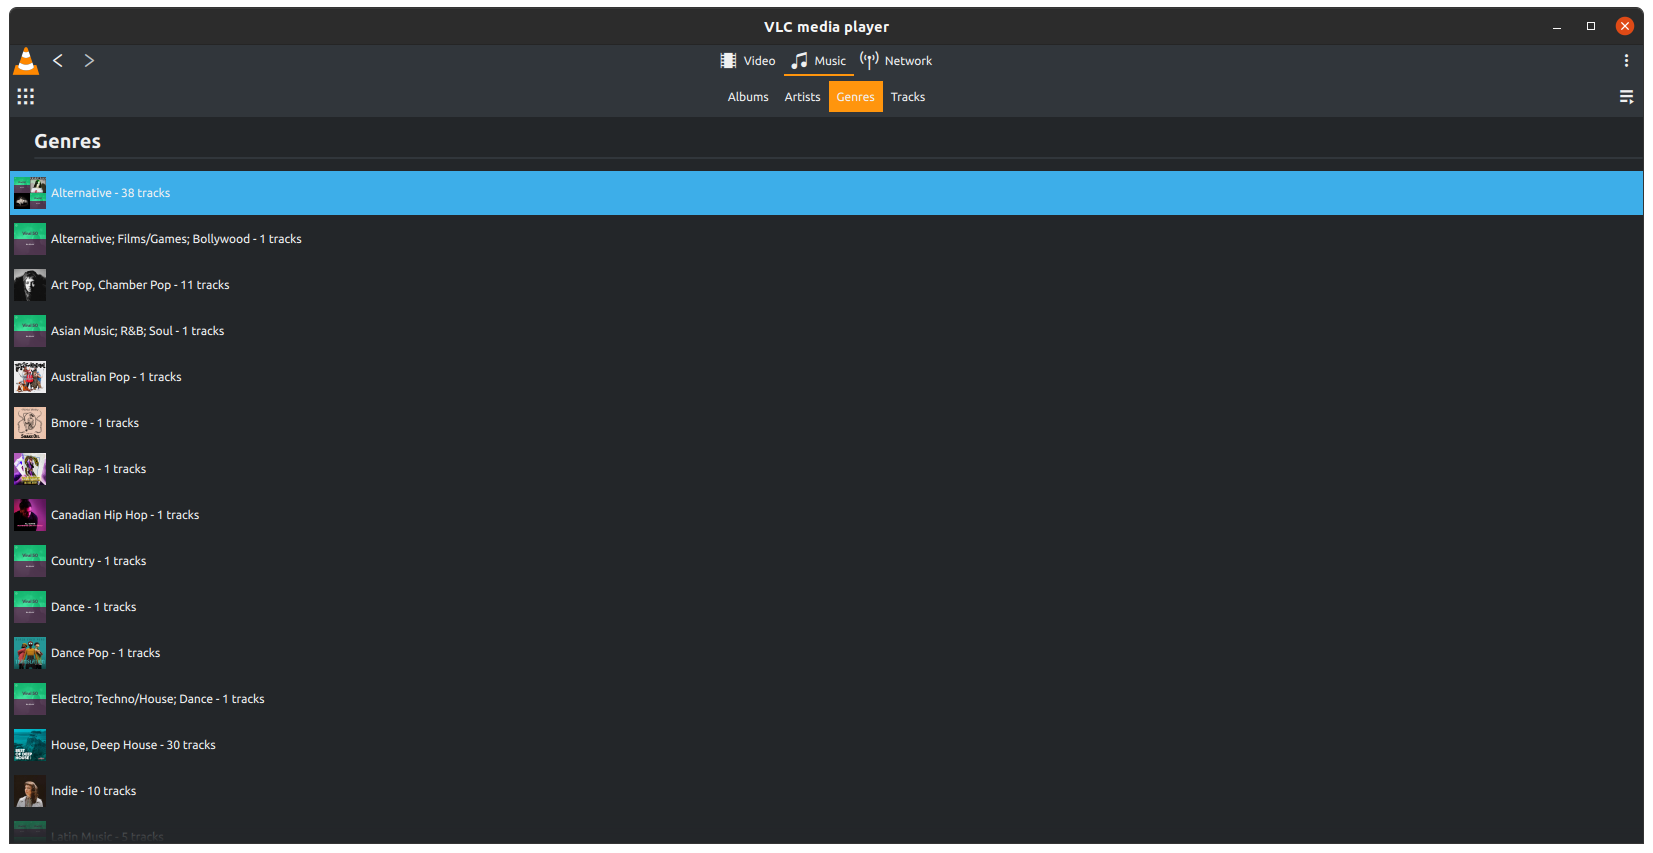 VLC media player
Video Music Network
Albums Artists Genres Tracks
Genres
Alternative - 38 tracks
Alternative; Films/Games; Bollywood - 1 tracks
Art Pop, Chamber Pop - 11 tracks
Asian Music; R&B; Soul - 1 tracks
Australian Pop - 1 tracks
Bmore - 1 tracks
Cali Rap - 1 tracks
Canadian Hip Hop - 1 tracks
Country - 1 tracks
Dance - 1 tracks
Dance Pop - 1 tracks
Electro; Techno/House; Dance - 1 tracks
House, Deep House - 30 tracks
Indie - 10 tracks
Latin Music - 5 tracks